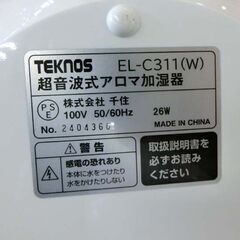 TEKNOS EL-C311(W)
超音波式アロマ加湿器
PSE 株式会社 千住
100V 50/60Hz 26W
No. 2404366 MADE IN CHINA
警告
感電の恐れあり
本体に水をつけたり
水をかけたりしない
取扱説明書を
必ずお読み
ください